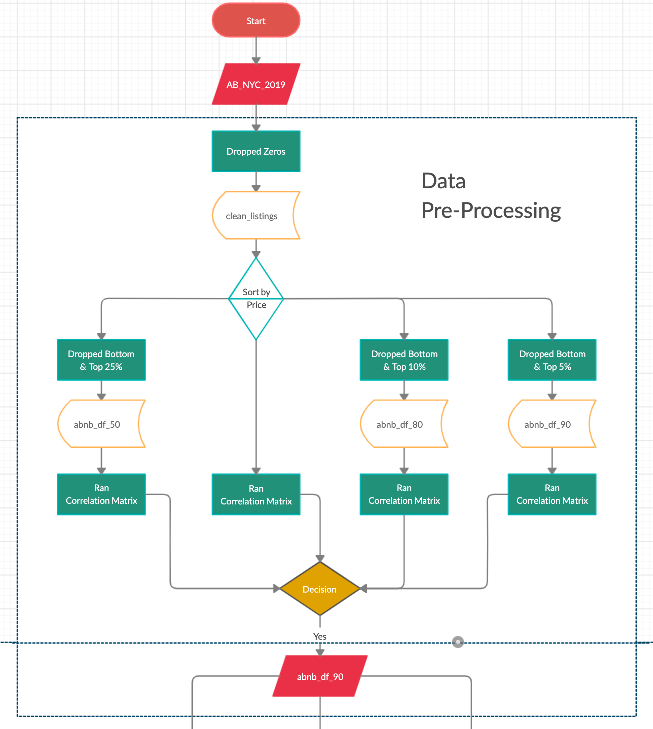 Start
AB_NYC_2019
Dropped Zeros
Data
Pre-Processing
clean_listings
Sort by
Price
Dropped Bottom
& Top 25%
Dropped Bottom
& Top 10%
Dropped Bottom
& Top 5%
abnb_df_50
abnb_df_80
abnb_df_90
Ran
Correlation Matrix
Ran
Correlation Matrix
Ran
Correlation Matrix
Ran
Correlation Matrix
Decision
Yes
abnb_df_90